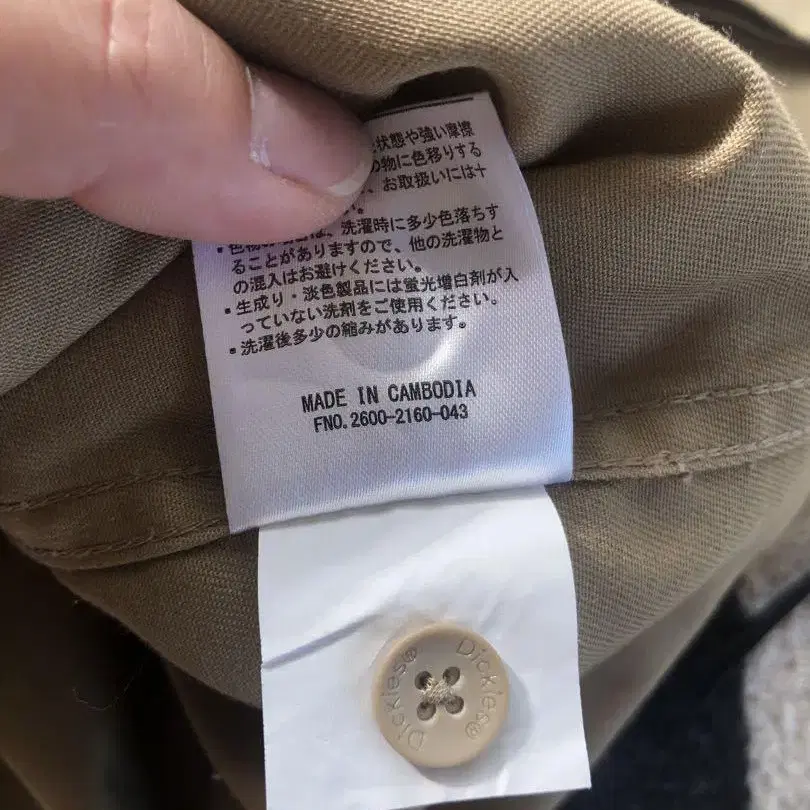 状態や強い摩擦
の物に色移りする
、お取扱いには十
い。
は、洗濯時に多少色落ちす
ることがありますので、他の洗濯物と
の混入はお避けください。
・生成り・淡色製品には蛍光増白剤が入
っていない洗剤をご使用ください。
・洗濯後多少の縮みがあります。
MADE IN CAMBODIA
FNO.2600-2160-043
Dickies®
Dickies®